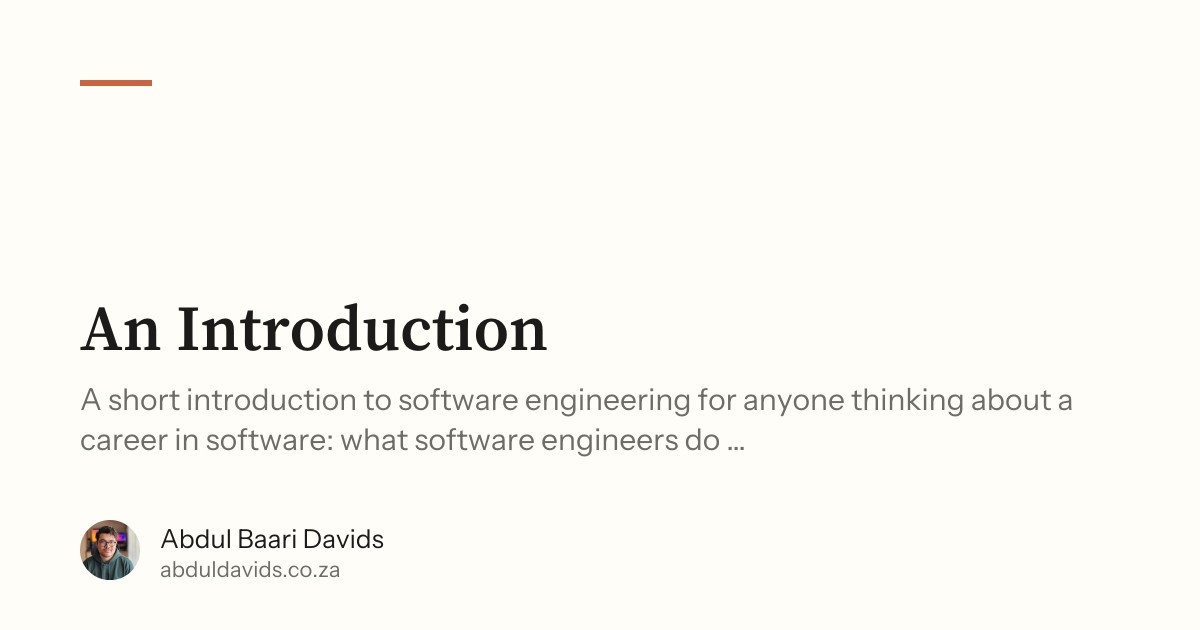 An Introduction
A short introduction to software engineering for anyone thinking about a
career in software: what software engineers do ...
Abdul Baari Davids
abduldavids.co.za